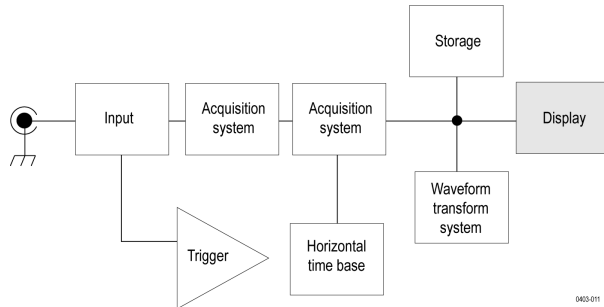 Storage
Input
Acquisition
system
Acquisition
system
Display
Waveform
transform
system
Trigger
Horizontal
time base
0403-011